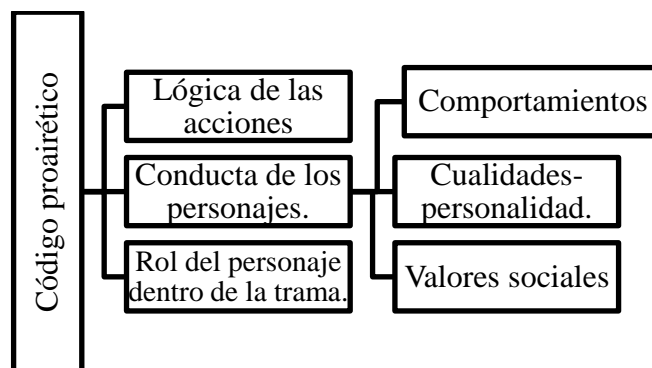 Código proairético
Lógica de las
acciones
Conducta de los
personajes.
Rol del personaje
dentro de la trama.
Comportamientos
Cualidades-
personalidad.
Valores sociales